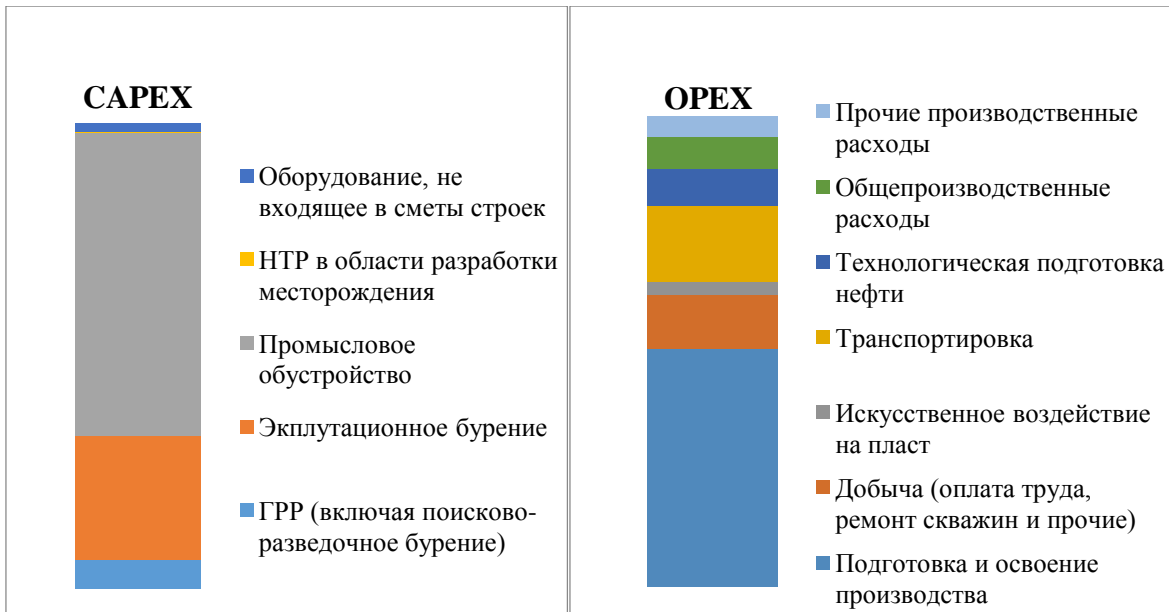 CAPEX
Оборудование, не
входящее в сметы строек
НТР в области разработки
месторождения
Промысловое
обустройство
Экплутационное бурение
ГРР (включая поисково-
разведочное бурение)
OPEX
Прочие производственные
расходы
Общепроизводственные
расходы
Технологическая подготовка
нефти
Транспортировка
Искусственное воздействие
на пласт
Добыча (оплата труда,
ремонт скважин и прочие)
Подготовка и освоение
производства